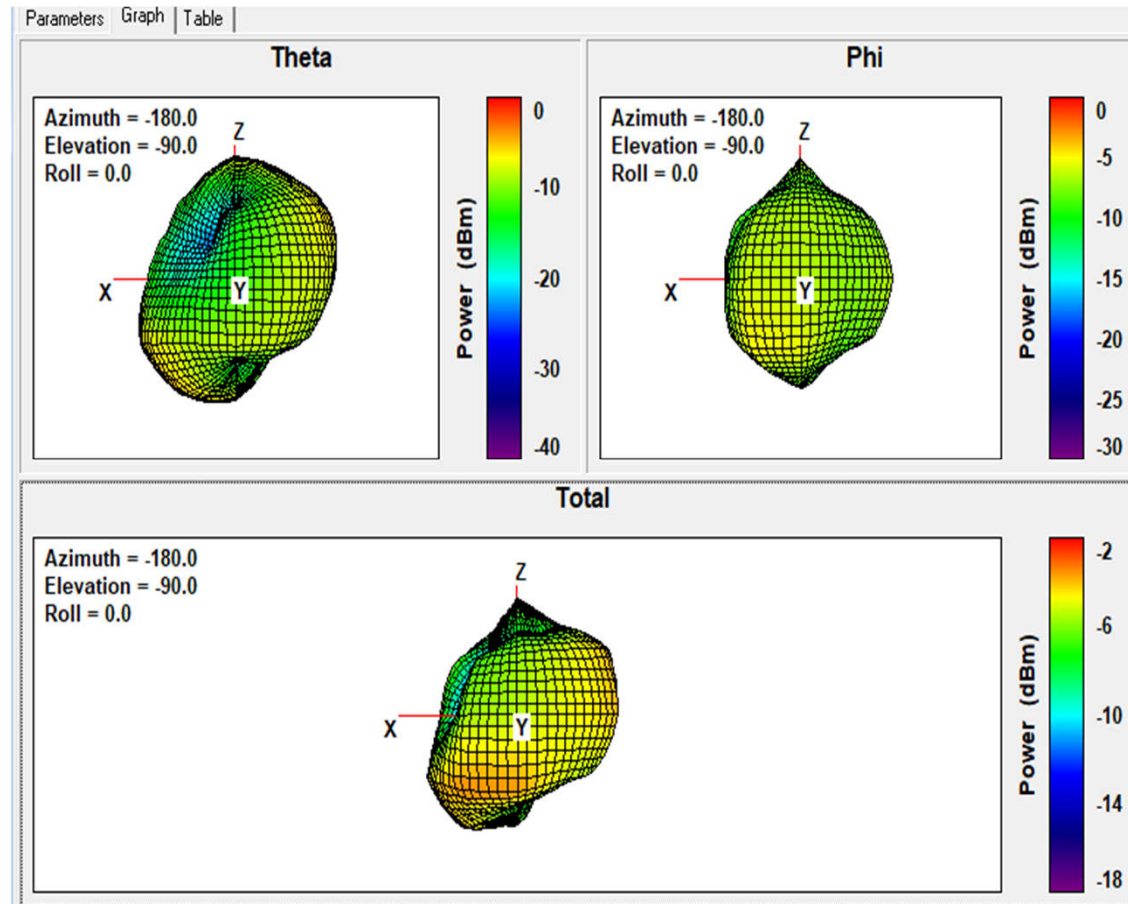 Parameters Graph Table
Theta
Azimuth = -180.0
Elevation = -90.0
Roll = 0.0
Z
X
Y
Power (dBm)
0
-10
-20
-30
-40
Phi
Azimuth = -180.0
Elevation = -90.0
Roll = 0.0
Z
X
Y
Power (dBm)
0
-5
-10
-15
-20
-25
-30
Total
Azimuth = -180.0
Elevation = -90.0
Roll = 0.0
Z
X
Y
Power (dBm)
-2
-6
-10
-14
-18